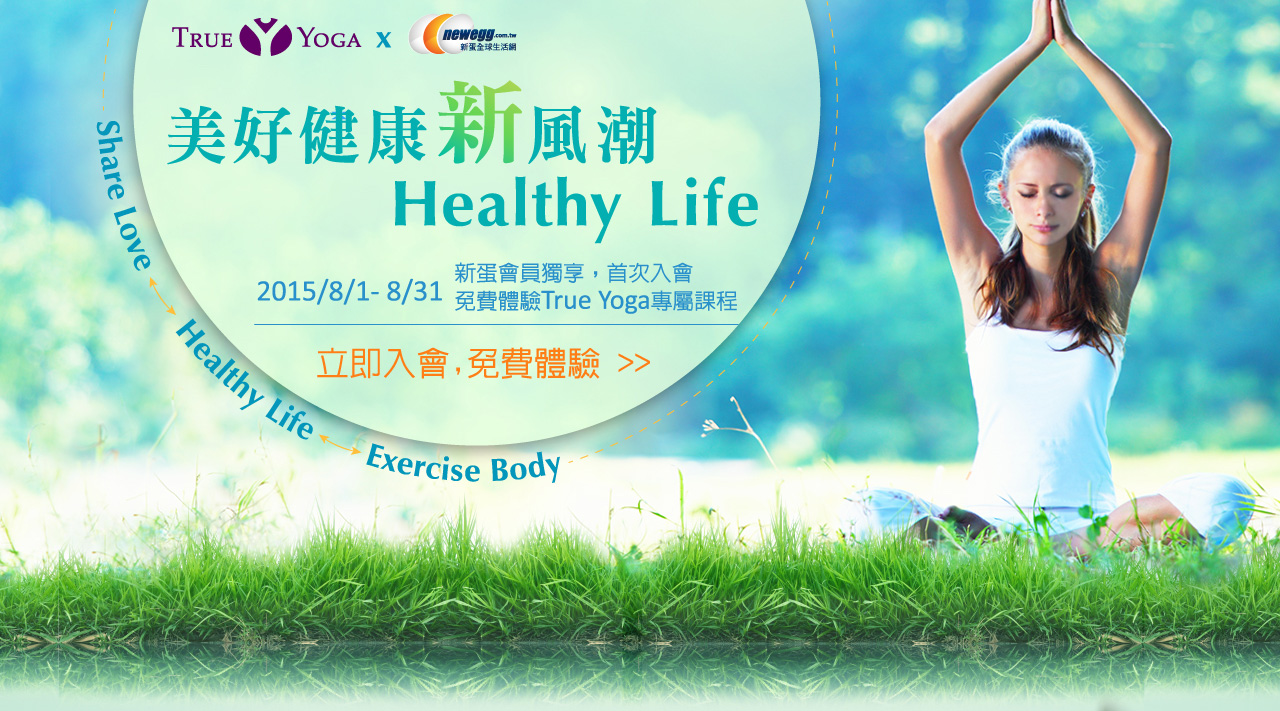 TRUE YOGA x newegg.com.tw
新蛋全球生活網
美好健康新風潮
Healthy Life
2015/8/1- 8/31
新蛋會員獨享，首次入會
免費體驗True Yoga專屬課程
立即入會,免費體驗 >>
Share Love
Healthy Life
Exercise Body